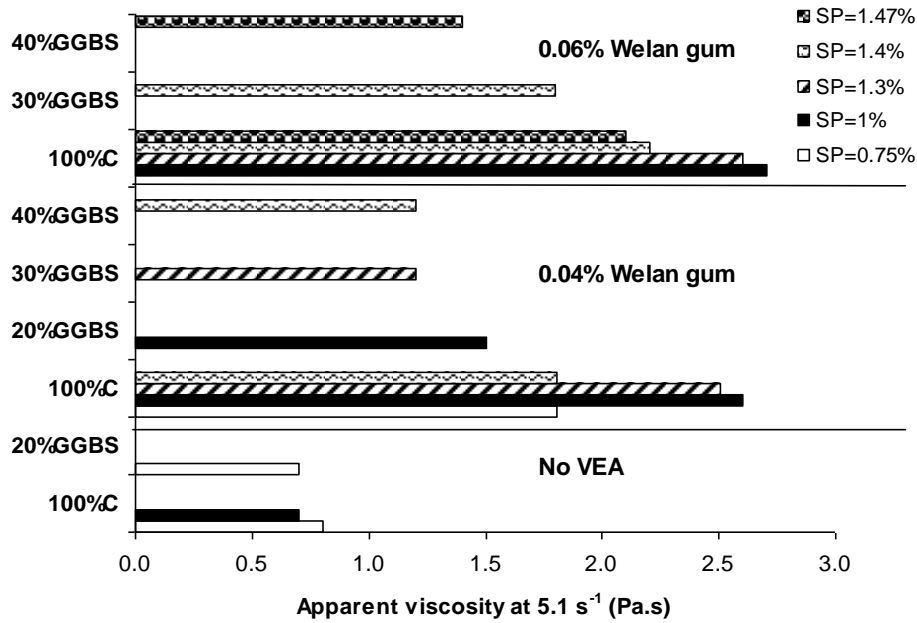 SP=1.47%
SP=1.4%
SP=1.3%
SP=1%
SP=0.75%
40%GGBS
0.06% Welan gum
30%GGBS
100%C
40%GGBS
30%GGBS
0.04% Welan gum
20%GGBS
100%C
20%GGBS
No VEA
100%C
0.0 0.5 1.0 1.5 2.0 2.5 3.0
Apparent viscosity at 5.1 s⁻¹ (Pa.s)